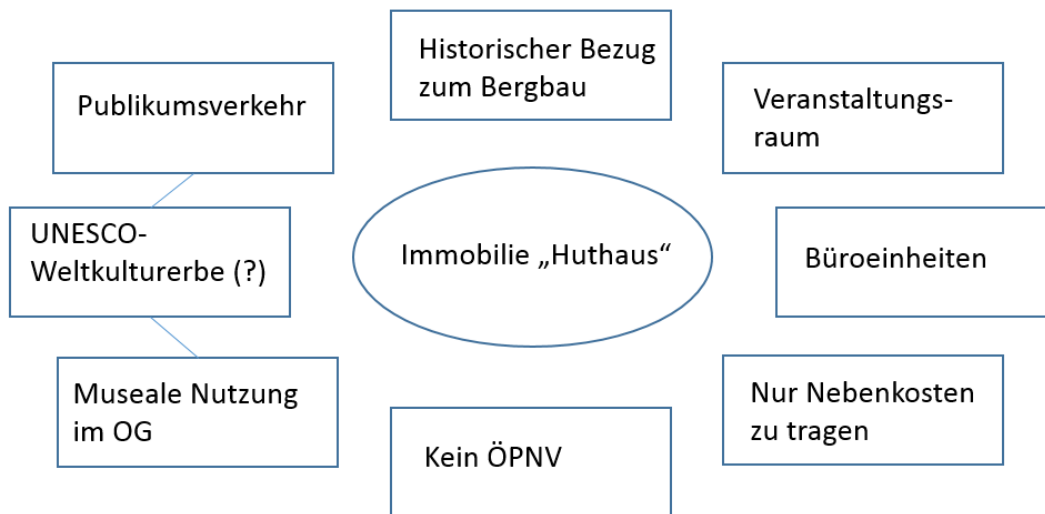 Historischer Bezug
zum Bergbau
Publikumsverkehr
Veranstaltungs-
raum
UNESCO-
Weltkulturerbe (?)
Immobilie „Huthaus“
Büroeinheiten
Museale Nutzung
im OG
Nur Nebenkosten
zu tragen
Kein ÖPNV